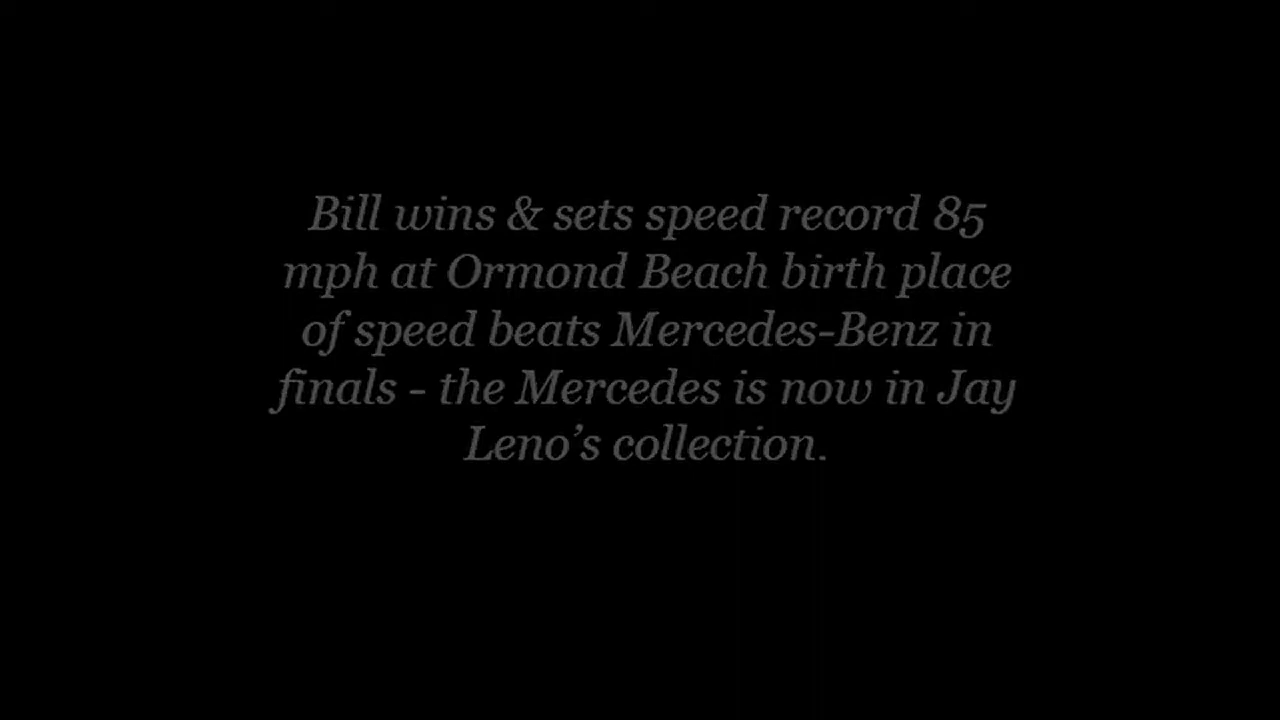 Bill wins & sets speed record 85
mph at Ormond Beach birth place
of speed beats Mercedes-Benz in
finals - the Mercedes is now in Jay
Leno’s collection.